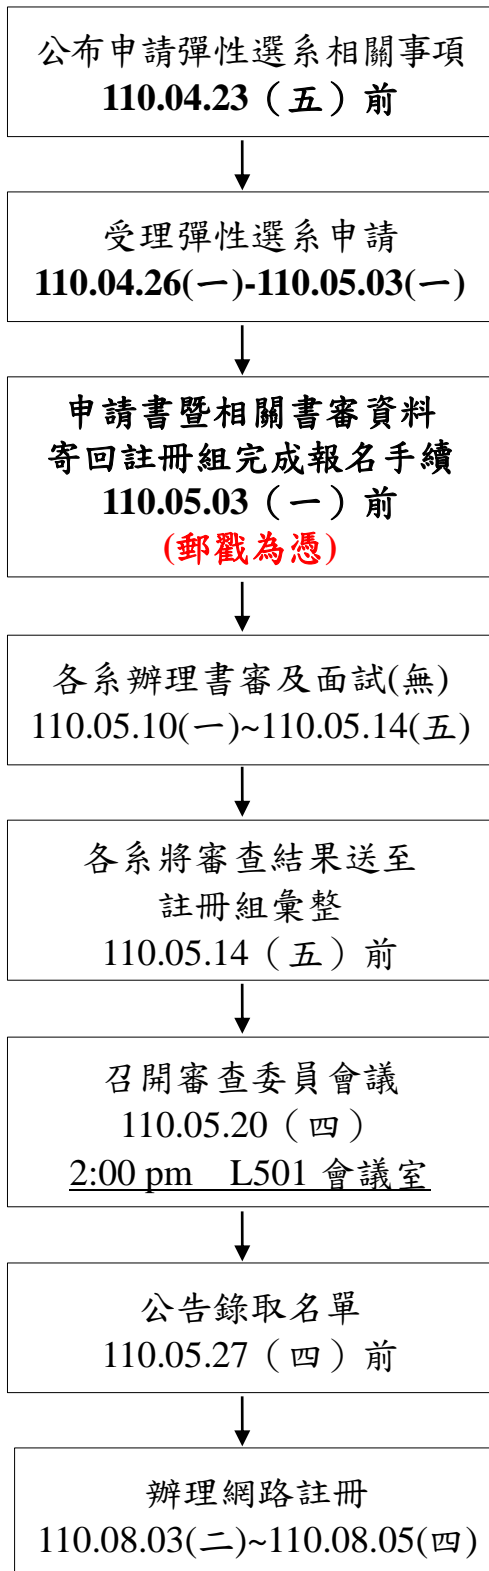 公布申請彈性選系相關事項
110.04.23（五）前
受理彈性選系申請
110.04.26(一)-110.05.03(一)
申請書暨相關書審資料
寄回註冊組完成報名手續
110.05.03（一）前
(郵戳為憑)
各系辦理書審及面試(無)
110.05.10(一)~110.05.14(五)
各系將審查結果送至
註冊組彙整
110.05.14（五）前
召開審查委員會議
110.05.20（四）
2:00 pm　L501 會議室
公告錄取名單
110.05.27（四）前
辦理網路註冊
110.08.03(二)~110.08.05(四)